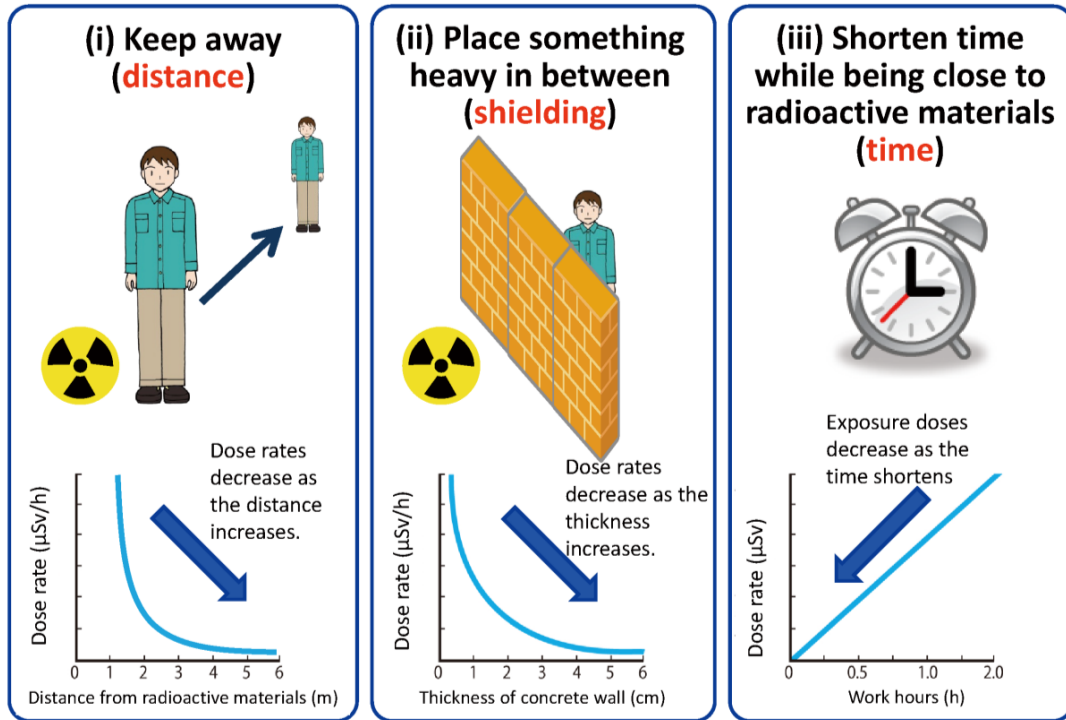 (i) Keep away
(distance)
Dose rates
decrease as
the distance
increases.
Dose rate (μSv/h)
0 1 2 3 4 5 6
Distance from radioactive materials (m)
(ii) Place something
heavy in between
(shielding)
Dose rates
decrease as the
thickness
increases.
Dose rate (μSv/h)
0 1 2 3 4 5 6
Thickness of concrete wall (cm)
(iii) Shorten time
while being close to
radioactive materials
(time)
Exposure doses
decrease as the
time shortens
Dose rate (μSv)
0 0.5 1.0 2.0
Work hours (h)